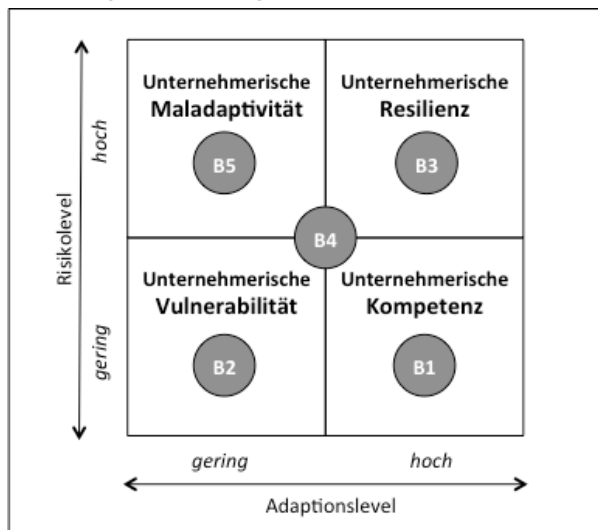 Unternehmerische
Maladaptivität
B5
Unternehmerische
Resilienz
B3
B4
Unternehmerische
Vulnerabilität
B2
Unternehmerische
Kompetenz
B1
Risikolevel
hoch
gering
gering
hoch
Adaptionslevel